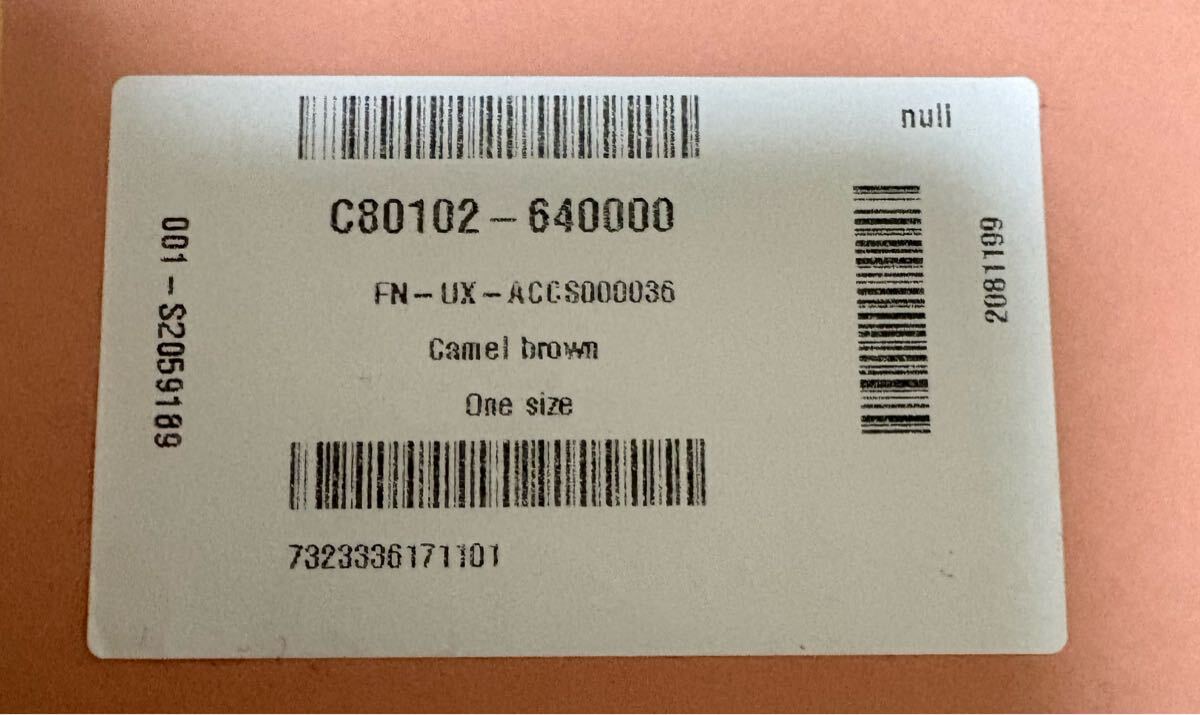 null
C80102-640000
FN-UX-ACCS000036
Camel brown
One size
7323336171101
001-S2059189
2081199